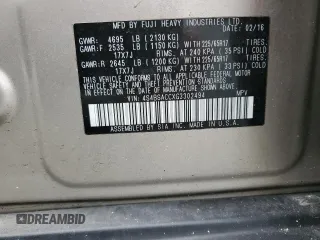 MFD BY FUJI HEAVY INDUSTRIES LTD.
GVWR: 4695 LB ( 2130 KG) DATE 02/16
GAWR:F 2535 LB ( 1150 KG) WITH 225/65R17 TIRES,
17X7J RIMS, AT 240 KPA ( 35 PSI) COLD
GAWR:R 2645 LB ( 1200 KG) WITH 225/65R17 TIRES,
17X7J RIMS, AT 230 KPA ( 33 PSI) COLD
THIS VEHICLE CONFORMS TO ALL APPLICABLE FEDERAL MOTOR
VEHICLE SAFETY, BUMPER, AND THEFT PREVENTION
STANDARDS IN EFFECT ON THE DATE OF
MANUFACTURE SHOWN ABOVE. MPV
VIN: 4S4BSACCXG3302494
ASSEMBLED BY SIA INC. MADE IN U.S.A.
DREAMBID